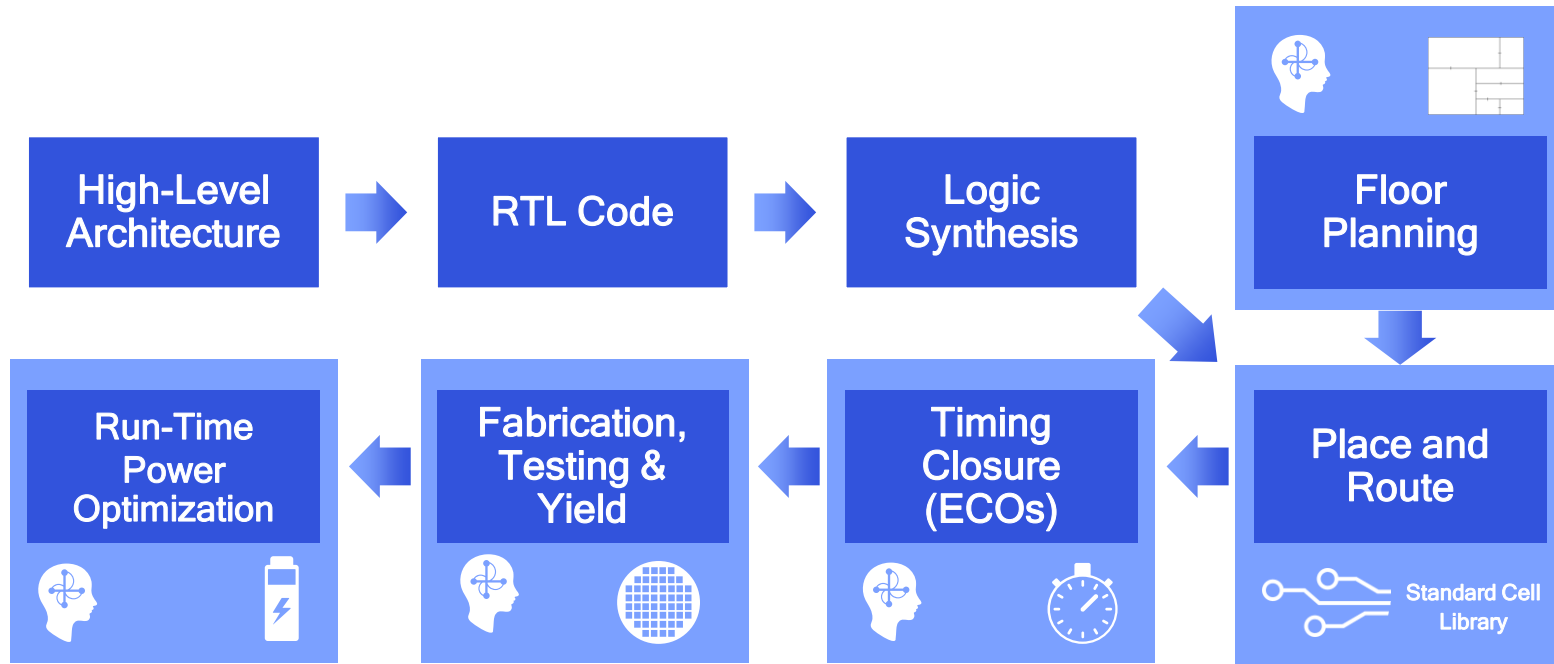 High-Level
Architecture
RTL Code
Logic
Synthesis
Floor
Planning
Run-Time
Power
Optimization
Fabrication,
Testing &
Yield
Timing
Closure
(ECOs)
Place and
Route
Standard Cell
Library